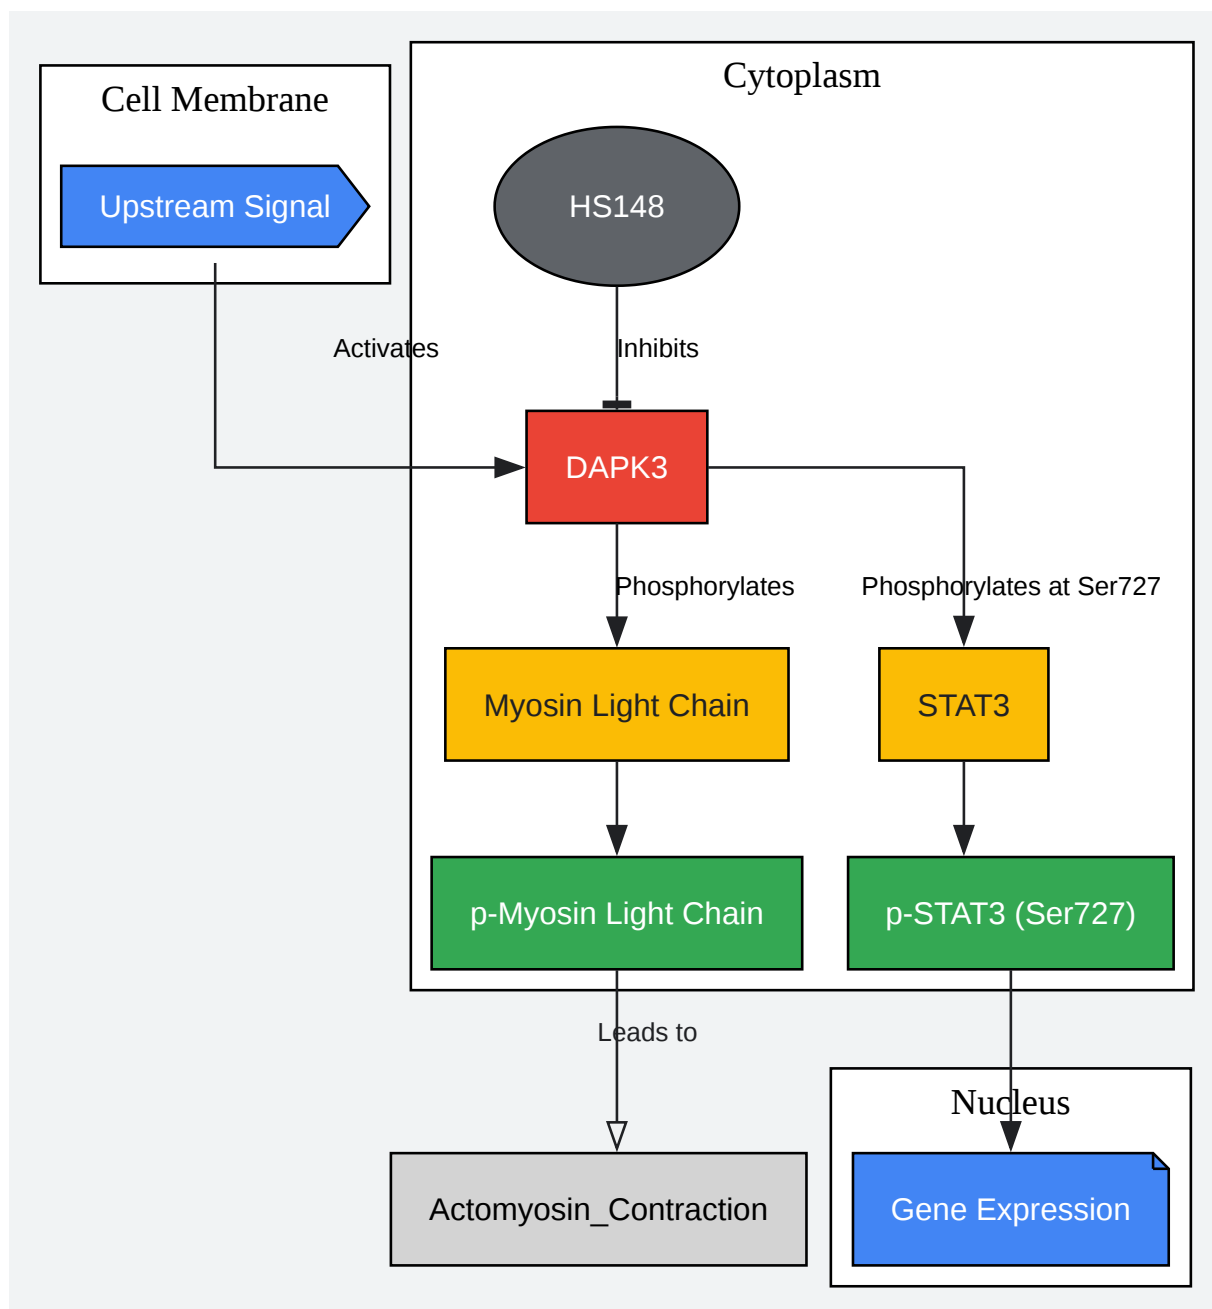 Cell Membrane
Cytoplasm
Upstream Signal
HS148
Activates
Inhibits
DAPK3
Phosphorylates
Phosphorylates at Ser727
Myosin Light Chain
STAT3
p-Myosin Light Chain
p-STAT3 (Ser727)
Leads to
Nucleus
Actomyosin_Contraction
Gene Expression